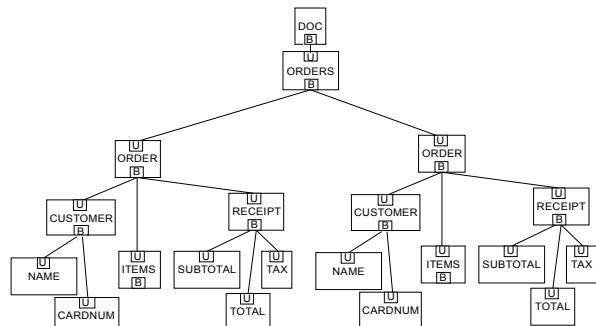 DOC
B
U
ORDERS
B
U
ORDER
B
U
ORDER
B
U
CUSTOMER
B
U
RECEIPT
B
U
CUSTOMER
B
U
RECEIPT
B
U
NAME
U
ITEMS
B
U
SUBTOTAL
U
TAX
U
NAME
U
ITEMS
B
U
SUBTOTAL
U
TAX
U
CARDNUM
U
TOTAL
U
CARDNUM
U
TOTAL